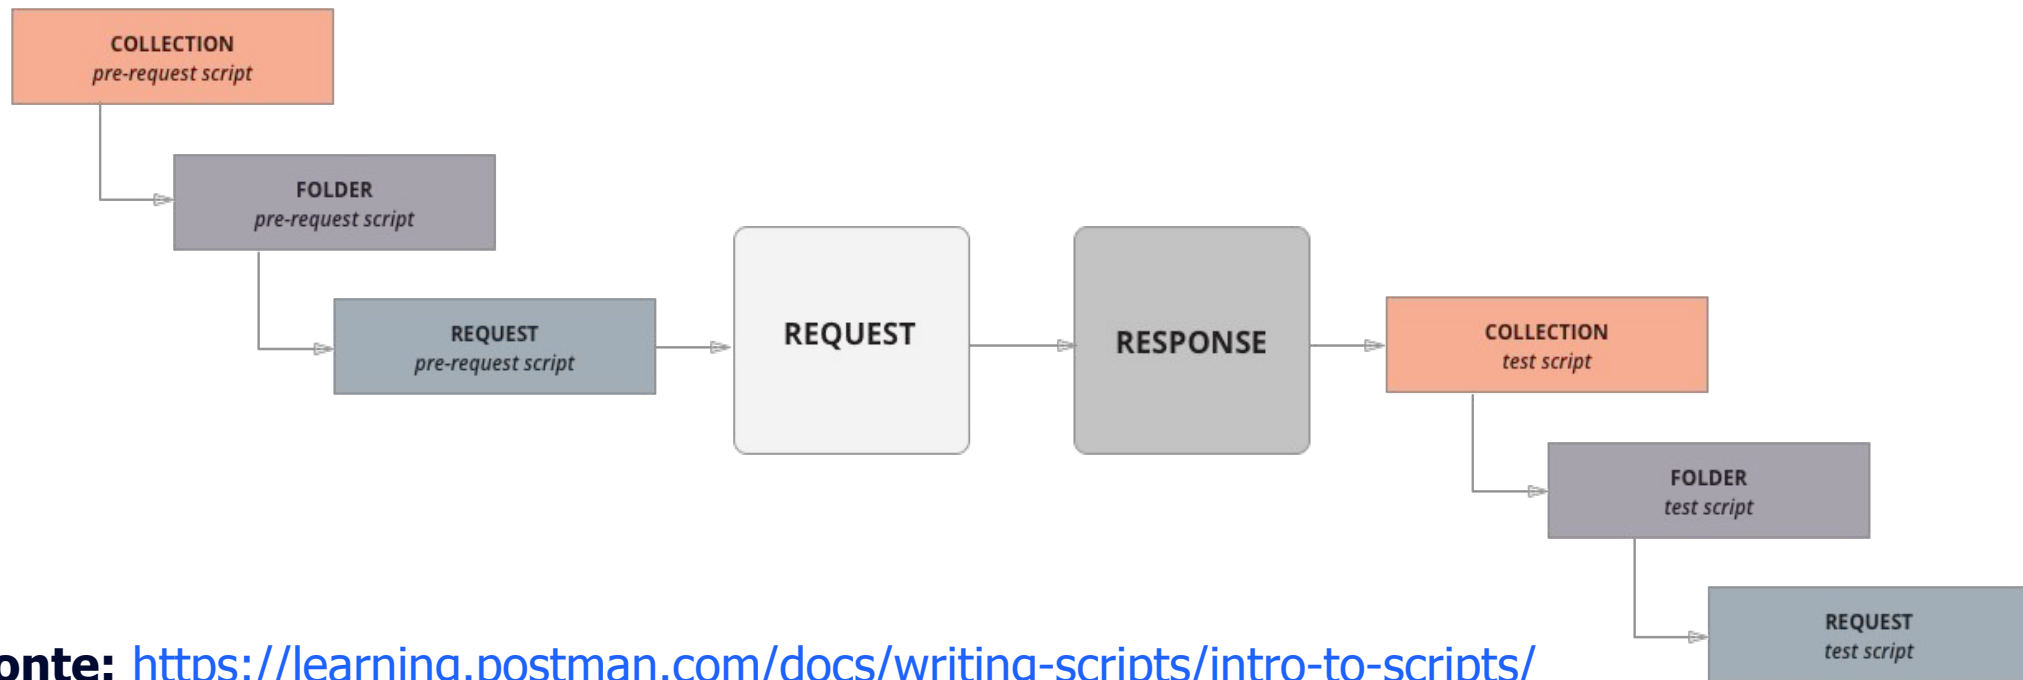 COLLECTION
pre-request script
FOLDER
pre-request script
REQUEST
pre-request script
REQUEST
RESPONSE
COLLECTION
test script
FOLDER
test script
REQUEST
test script
onte: https://learning.postman.com/docs/writing-scripts/intro-to-scripts/